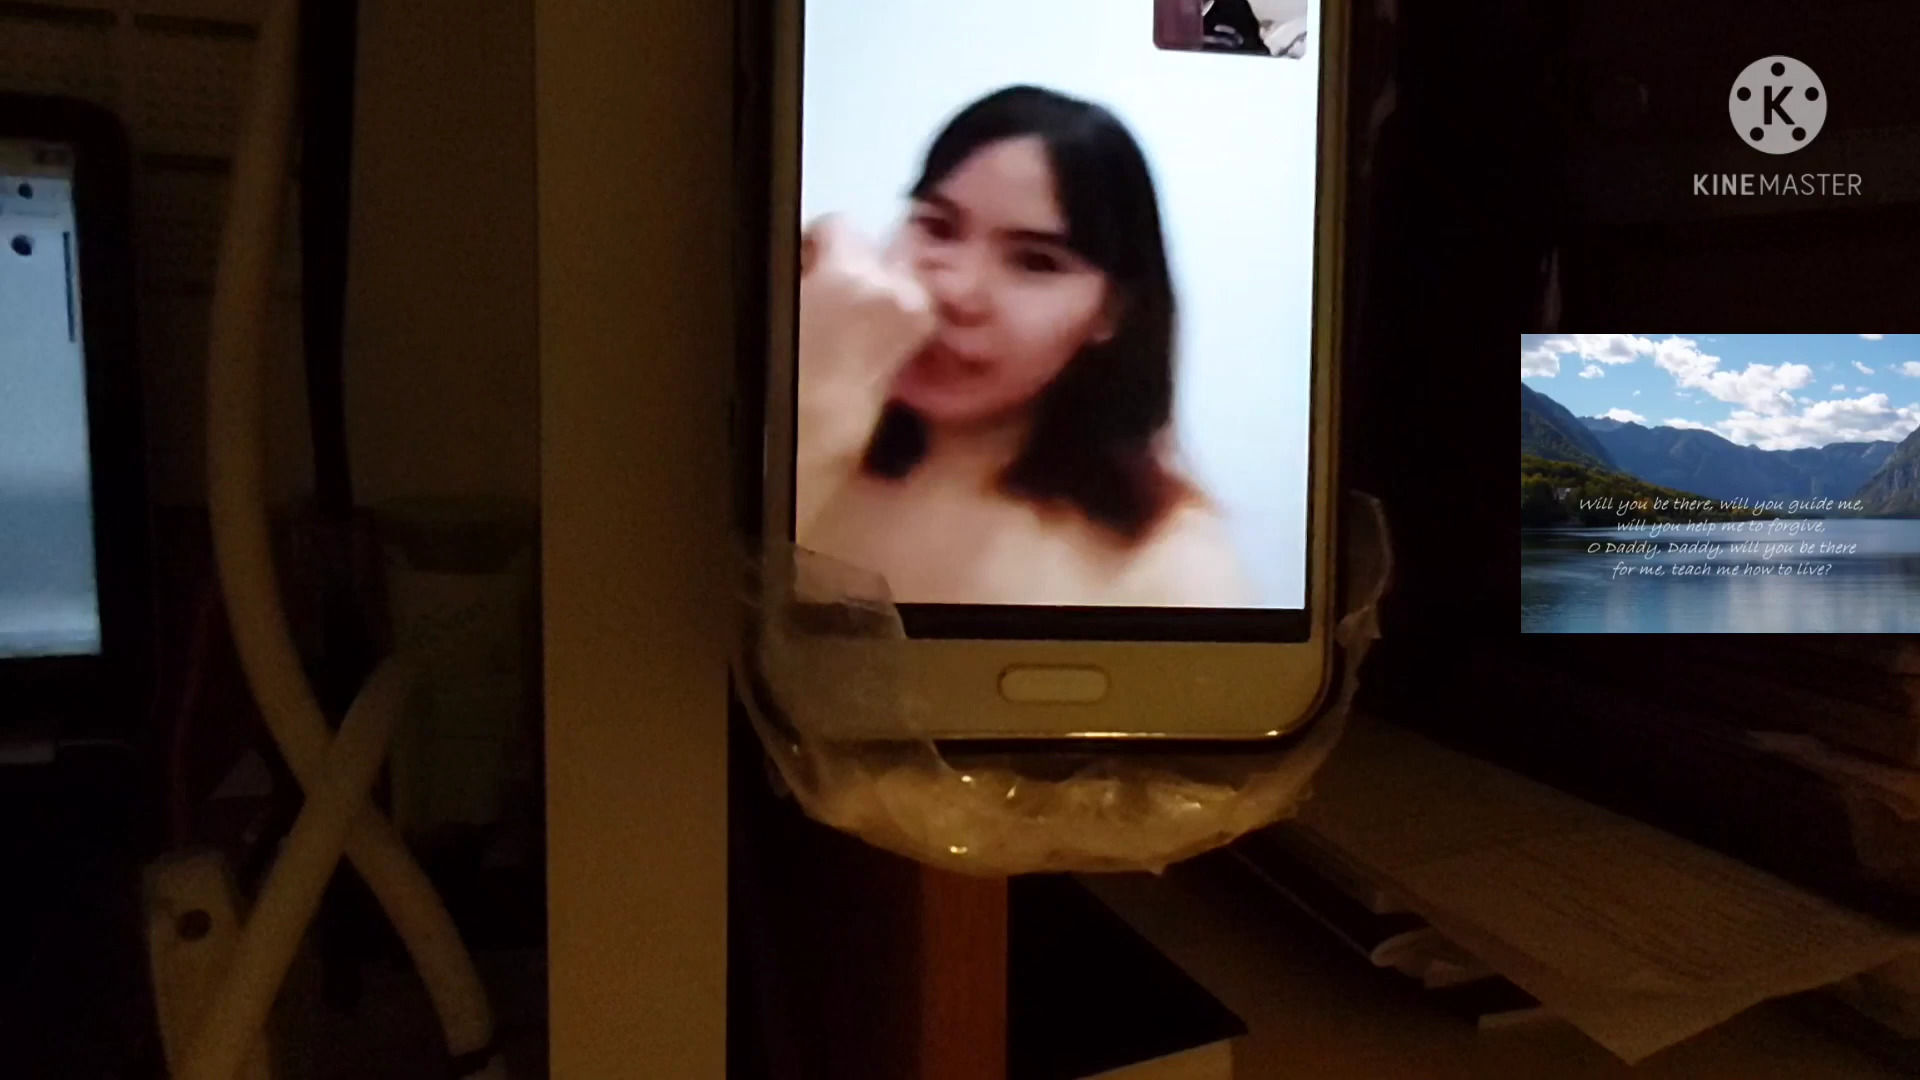 KINEMASTER
Will you be there, will you guide me,
will you help me to forgive,
O Daddy, Daddy, will you be there
for me, teach me how to live?